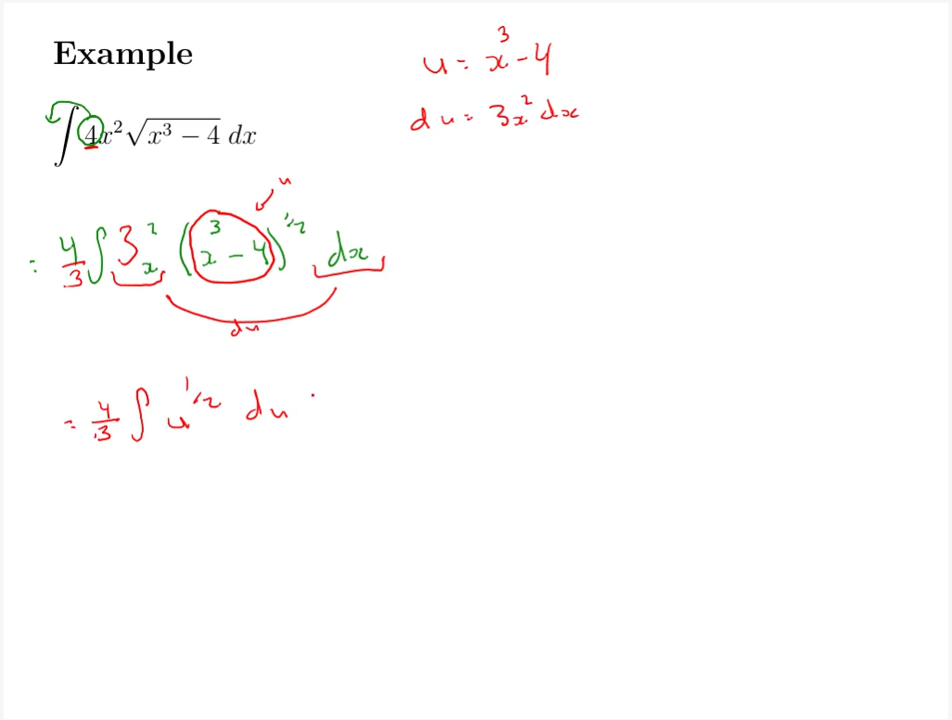 Example
∫ 4x² √(x³ − 4) dx
u = x³ − 4
du = 3x² dx
u
= 4/3 ∫ 3x² (x³ − 4)^1/2 dx
du
= 4/3 ∫ u^1/2 du